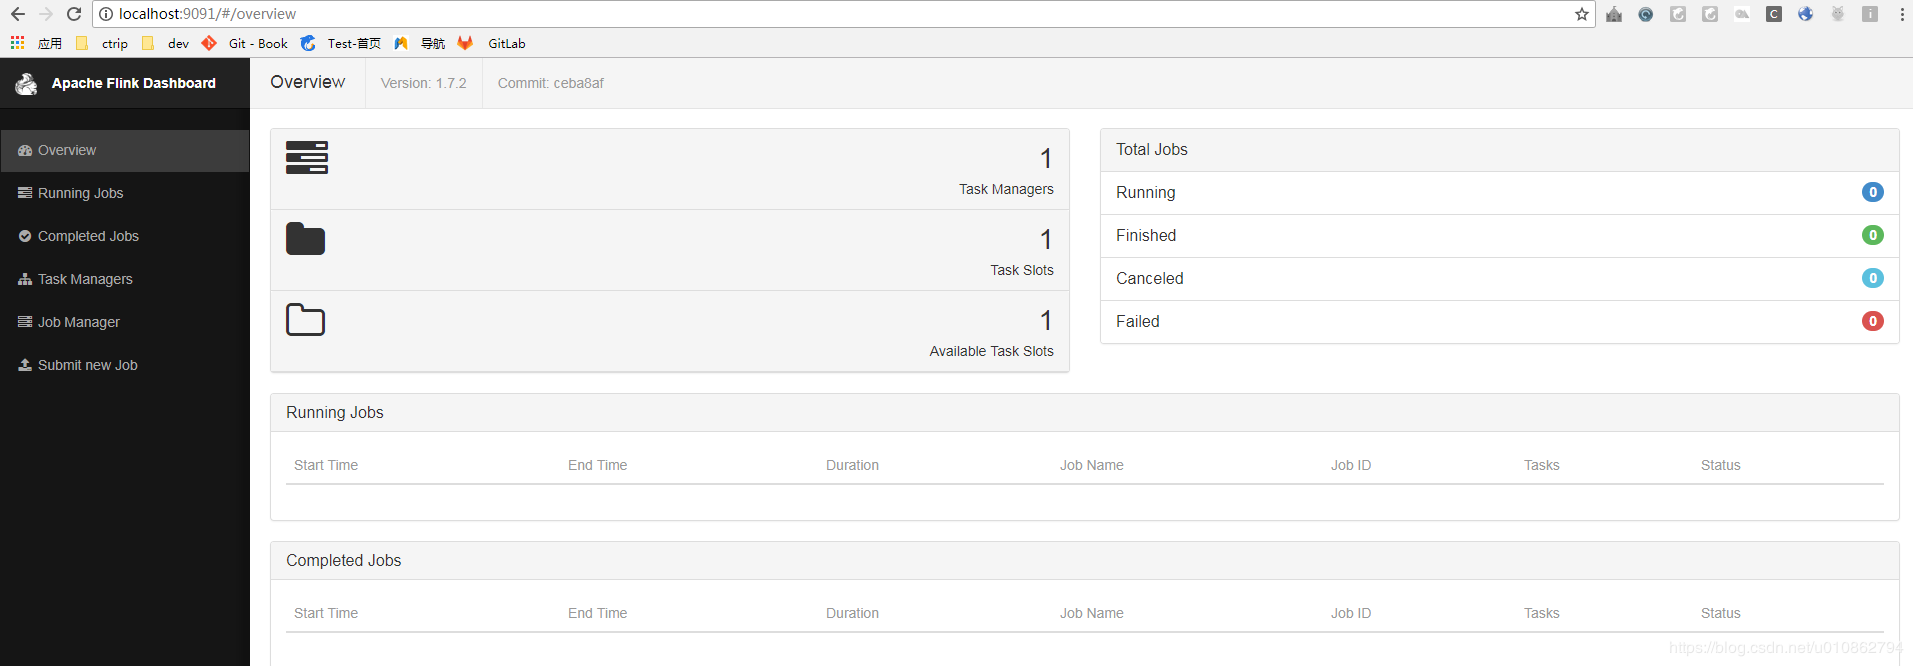 localhost:9091/#/overview
应用 ctrip dev Git - Book Test-首页 导航 GitLab
Apache Flink Dashboard
Overview Version: 1.7.2 Commit: ceba8af
Overview
Running Jobs
Completed Jobs
Task Managers
Job Manager
Submit new Job
1
Task Managers
1
Task Slots
1
Available Task Slots
Total Jobs
Running 0
Finished 0
Canceled 0
Failed 0
Running Jobs
Start Time End Time Duration Job Name Job ID Tasks Status
Completed Jobs
Start Time End Time Duration Job Name Job ID Tasks Status
https://blog.csdn.net/u010862794